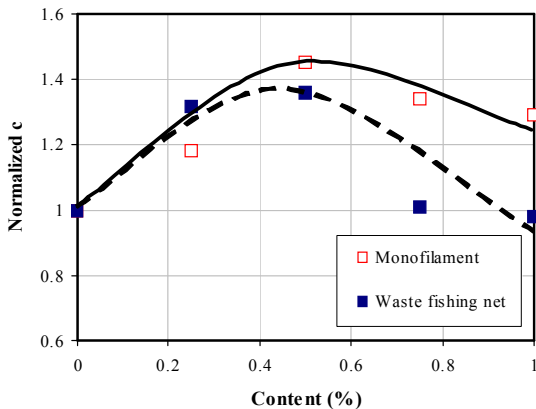 1.6
1.4
1.2
1
0.8
0.6
Normalized c
Monofilament
Waste fishing net
0 0.2 0.4 0.6 0.8 1
Content (%)